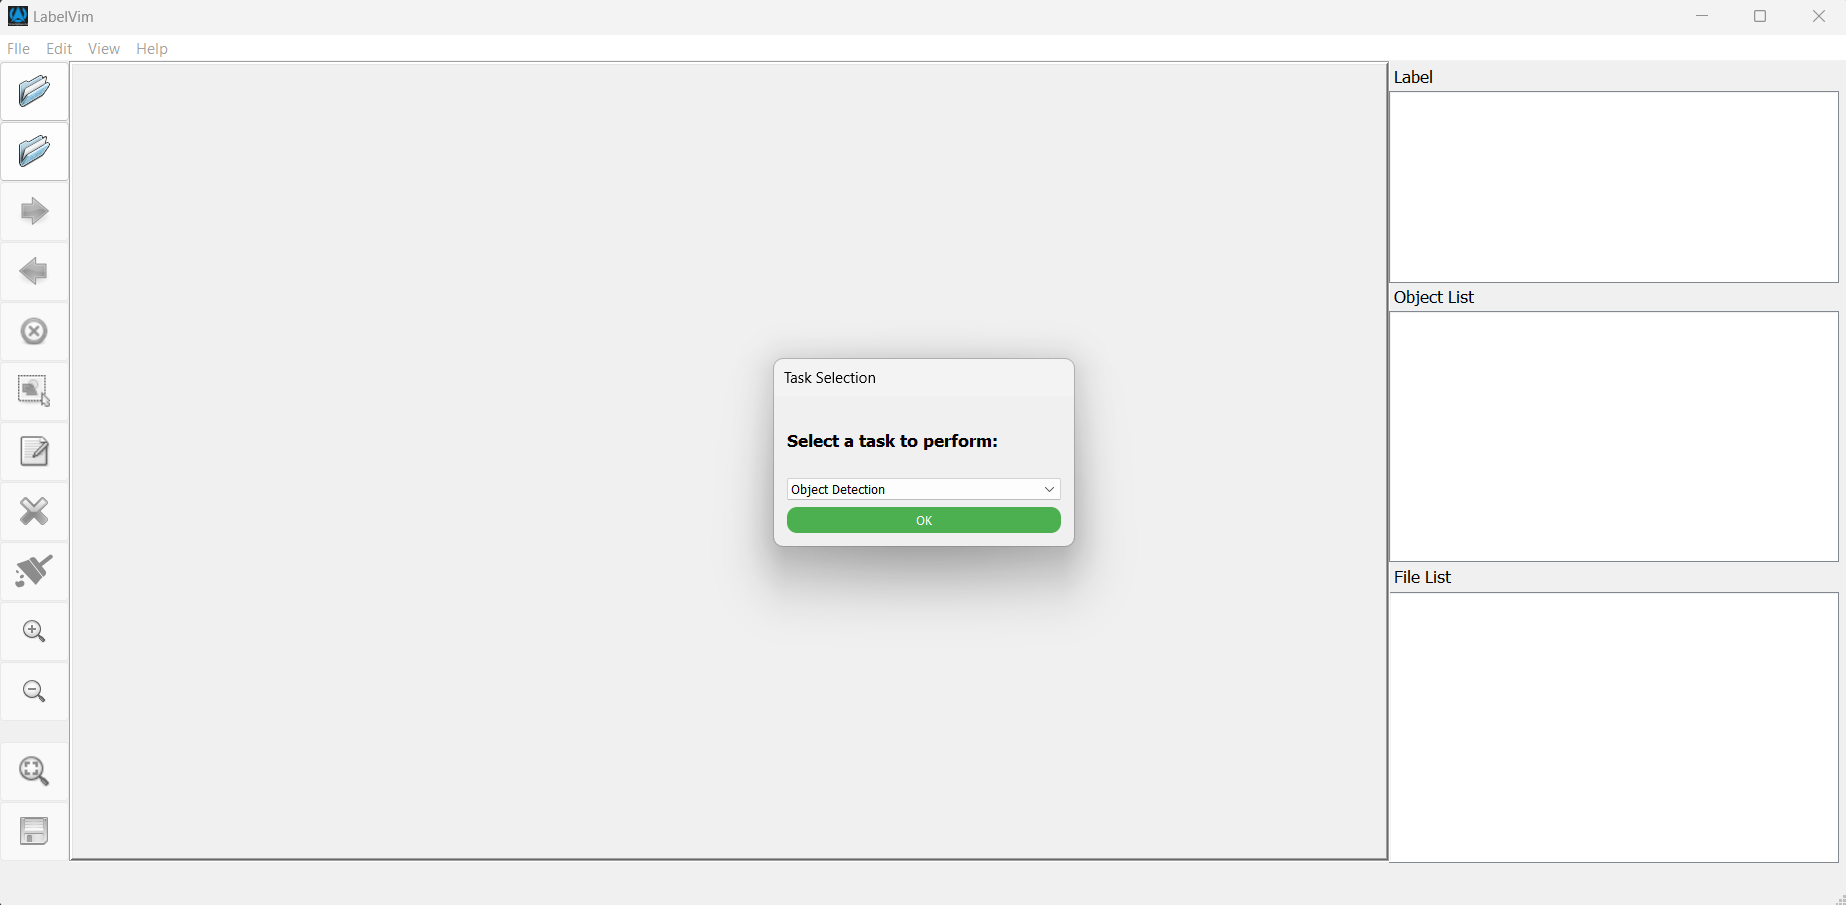 LabelVim
FIle Edit View Help
Label
Object List
Task Selection
Select a task to perform:
Object Detection
OK
File List